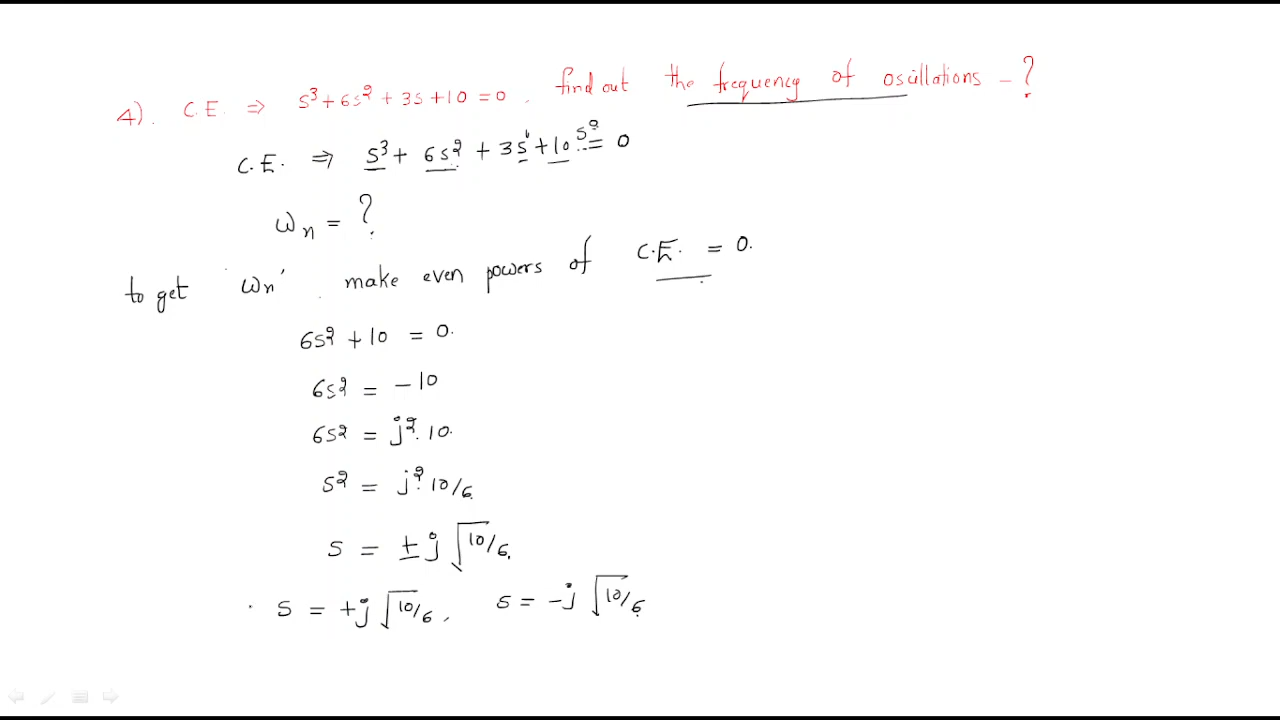 4). C.E. ⇒ s³ + 6s² + 3s + 10 = 0. find out the frequency of oscillations - ?
C.E. ⇒ s³ + 6s² + 3s¹ + 10 s⁰ = 0
ωn = ?
to get 'ωn' make even powers of C.E. = 0.
6s² + 10 = 0.
6s² = -10
6s² = j². 10.
s² = j² 10/6.
s = ± j √10/6.
s = +j √10/6, s = -j √10/6.